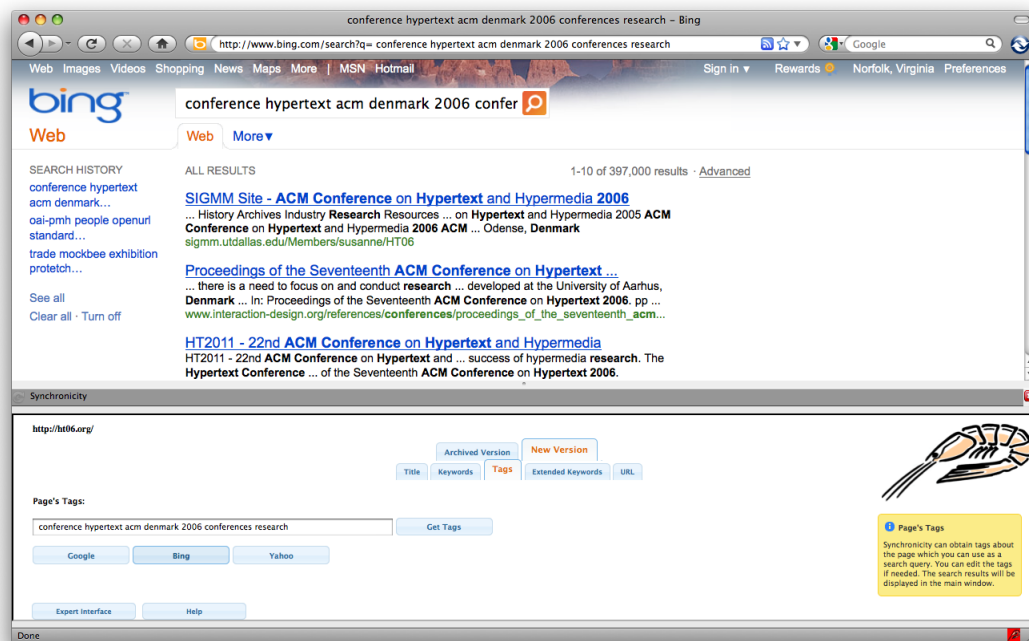 conference hypertext acm denmark 2006 conferences research – Bing
http://www.bing.com/search?q= conference hypertext acm denmark 2006 conferences research
Google
Web Images Videos Shopping News Maps More | MSN Hotmail
Sign in ▾ Rewards Norfolk, Virginia Preferences
bing™
conference hypertext acm denmark 2006 confer
Web
Web More▾
SEARCH HISTORY
conference hypertext
acm denmark…
oai-pmh people openurl
standard…
trade mockbee exhibition
protetch…
See all
Clear all · Turn off
ALL RESULTS
1-10 of 397,000 results · Advanced
SIGMM Site - ACM Conference on Hypertext and Hypermedia 2006
... History Archives Industry Research Resources ... on Hypertext and Hypermedia 2005 ACM
Conference on Hypertext and Hypermedia 2006 ACM ... Odense, Denmark
sigmm.utdallas.edu/Members/susanne/HT06
Proceedings of the Seventeenth ACM Conference on Hypertext ...
... there is a need to focus on and conduct research ... developed at the University of Aarhus,
Denmark ... In: Proceedings of the Seventeenth ACM Conference on Hypertext 2006. pp ...
www.interaction-design.org/references/conferences/proceedings_of_the_seventeenth_acm...
HT2011 - 22nd ACM Conference on Hypertext and Hypermedia
HT2011 - 22nd ACM Conference on Hypertext and ... success of hypermedia research. The
Hypertext Conference ... of the Seventeenth ACM Conference on Hypertext 2006.
Synchronicity
http://ht06.org/
Archived Version New Version
Title Keywords Tags Extended Keywords URL
Page's Tags:
conference hypertext acm denmark 2006 conferences research
Get Tags
Google Bing Yahoo
Expert Interface Help
Page's Tags
Synchronicity can obtain tags about
the page which you can use as a
search query. You can edit the tags
if needed. The search results will be
displayed in the main window.
Done